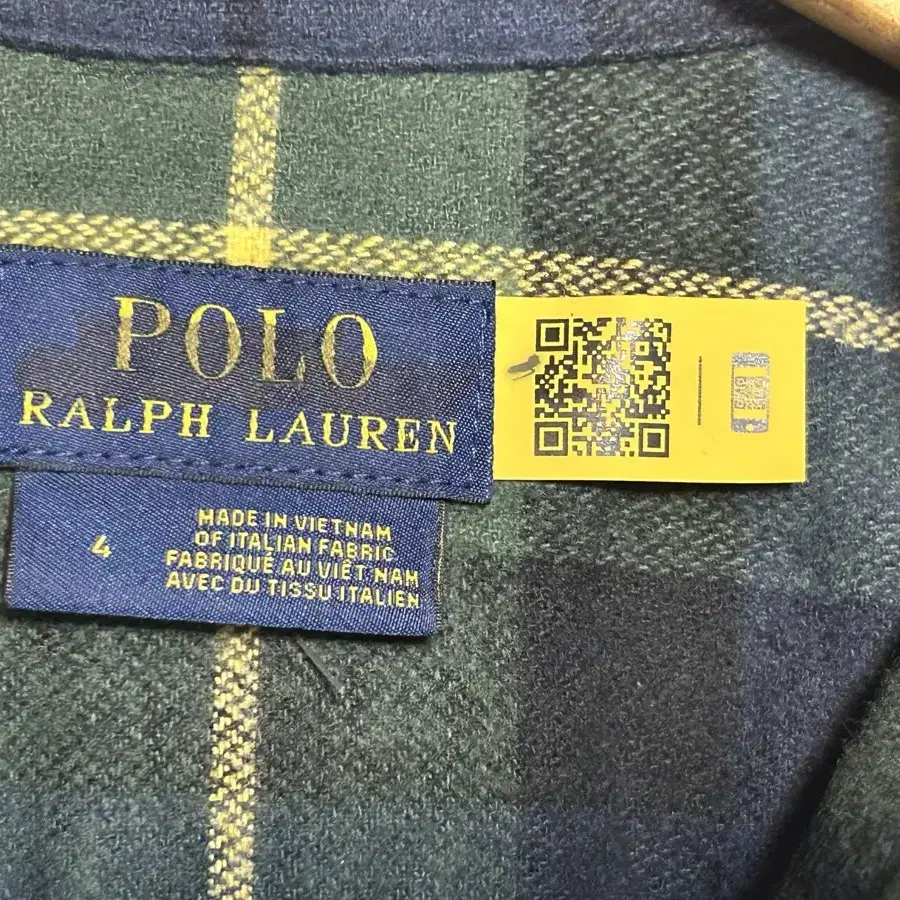 POLO
RALPH LAUREN
4
MADE IN VIETNAM
OF ITALIAN FABRIC
FABRIQUÉ AU VIÊT NAM
AVEC DU TISSU ITALIEN